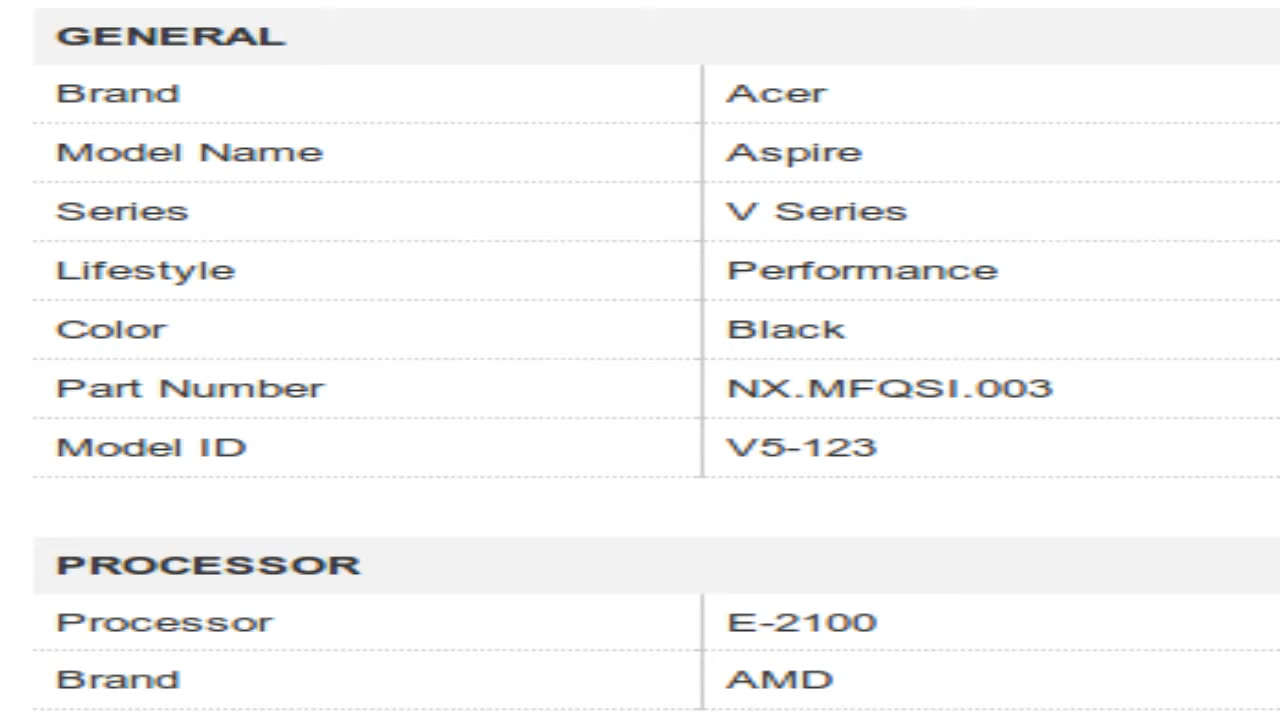 GENERAL
Brand Acer
Model Name Aspire
Series V Series
Lifestyle Performance
Color Black
Part Number NX.MFQSI.003
Model ID V5-123
PROCESSOR
Processor E-2100
Brand AMD